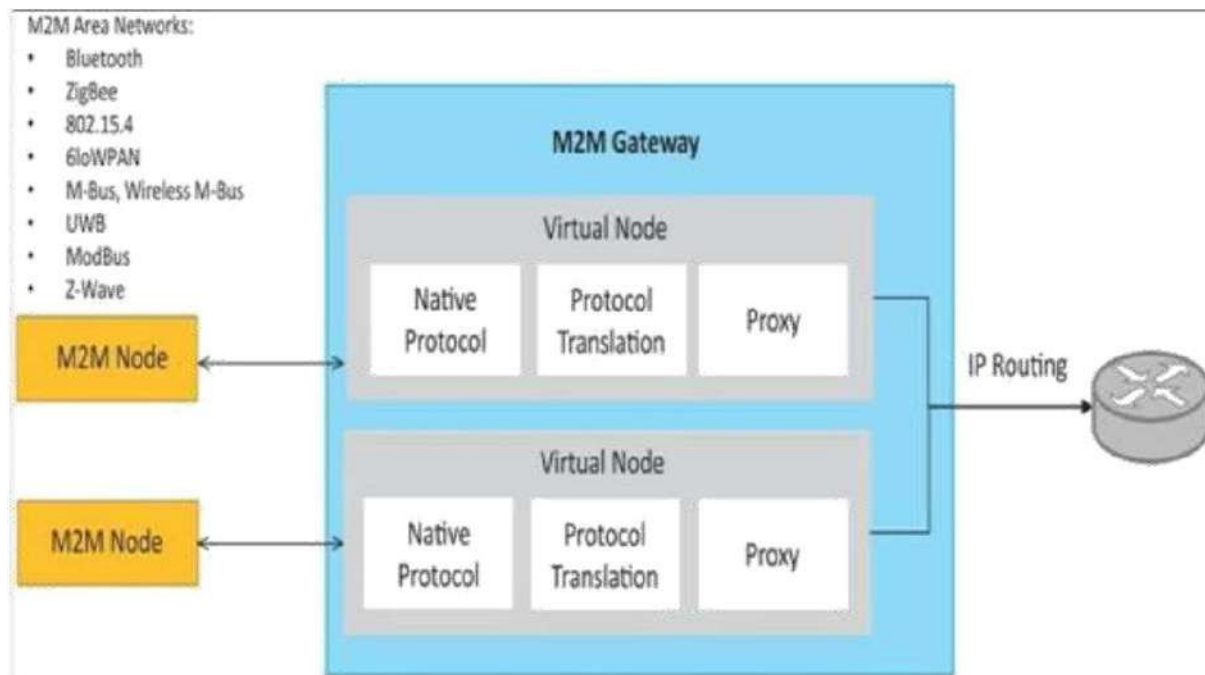 M2M Area Networks:
• Bluetooth
• ZigBee
• 802.15.4
• 6loWPAN
• M-Bus, Wireless M-Bus
• UWB
• ModBus
• Z-Wave
M2M Gateway
Virtual Node
Native
Protocol
Protocol
Translation
Proxy
M2M Node
IP Routing
Virtual Node
Native
Protocol
Protocol
Translation
Proxy
M2M Node